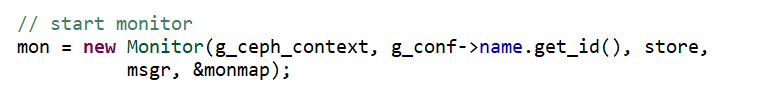 // start monitor
mon = new Monitor(g_ceph_context, g_conf->name.get_id(), store,
msgr, &monmap);